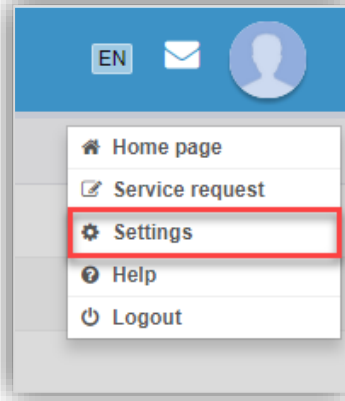 EN
Home page
Service request
Settings
Help
Logout